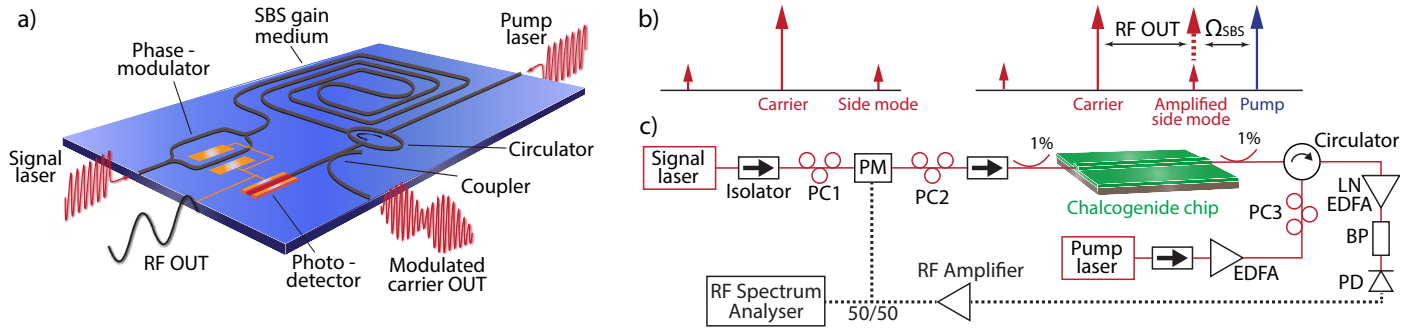 a)
SBS gain
medium
Pump
laser
Phase -
modulator
Signal
laser
Circulator
Coupler
RF OUT
Photo -
detector
Modulated
carrier OUT
b)
Carrier
Side mode
RF OUT
ΩSBS
Carrier
Amplified
side mode
Pump
c)
Signal
laser
Isolator
PC1
PM
PC2
1%
Chalcogenide chip
1%
Circulator
LN
EDFA
PC3
BP
PD
Pump
laser
EDFA
RF Amplifier
RF Spectrum
Analyser
50/50